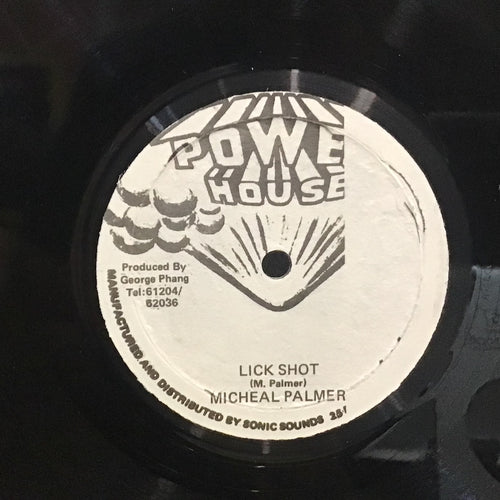 POWE
HOUSE
Produced By
George Phang
Tel:61204/
62036
LICK SHOT
(M. Palmer)
MICHEAL PALMER
MANUFACTURED AND DISTRIBUTED BY SONIC SOUNDS